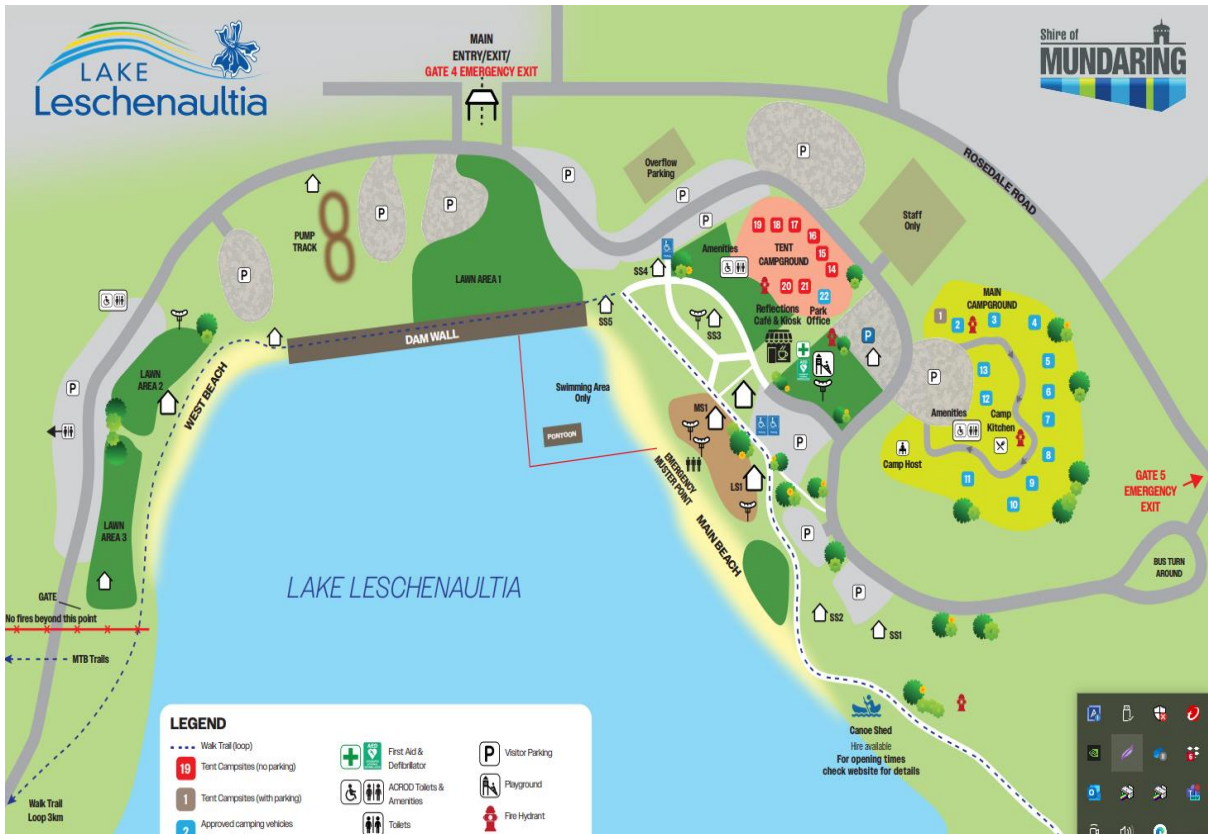 LAKE
Leschenaultia
MAIN
ENTRY/EXIT/
GATE 4 EMERGENCY EXIT
Shire of
MUNDARING
ROSEDALE ROAD
P
Overflow
Parking
P
P
P
P
P
P
PUMP
TRACK
P
LAWN AREA 1
Staff
Only
19
18
17
16
15
14
TENT
CAMPGROUND
20
21
22
Amenities
SS4
SS5
SS3
Reflections
Café & Kiosk
Park
Office
AED
P
MAIN
CAMPGROUND
1
2
3
4
5
6
7
8
9
10
11
12
13
P
Amenities
Camp
Kitchen
Camp Host
DAM WALL
Swimming Area
Only
PONTOON
LAWN
AREA 2
WEST BEACH
P
MS1
LS1
EMERGENCY
MUSTER POINT
MAIN BEACH
P
P
P
GATE 5
EMERGENCY
EXIT
BUS TURN
AROUND
LAWN
AREA 3
LAKE LESCHENAULTIA
SS2
SS1
GATE
No fires beyond this point
MTB Trails
Canoe Shed
Hire available
For opening times
check website for details
Walk Trail
Loop 3km
LEGEND
Walk Trail (loop)
19 Tent Campsites (no parking)
1 Tent Campsites (with parking)
2 Approved camping vehicles
AED
First Aid &
Defibrillator
ACROD Toilets &
Amenities
Toilets
P Visitor Parking
Playground
Fire Hydrant